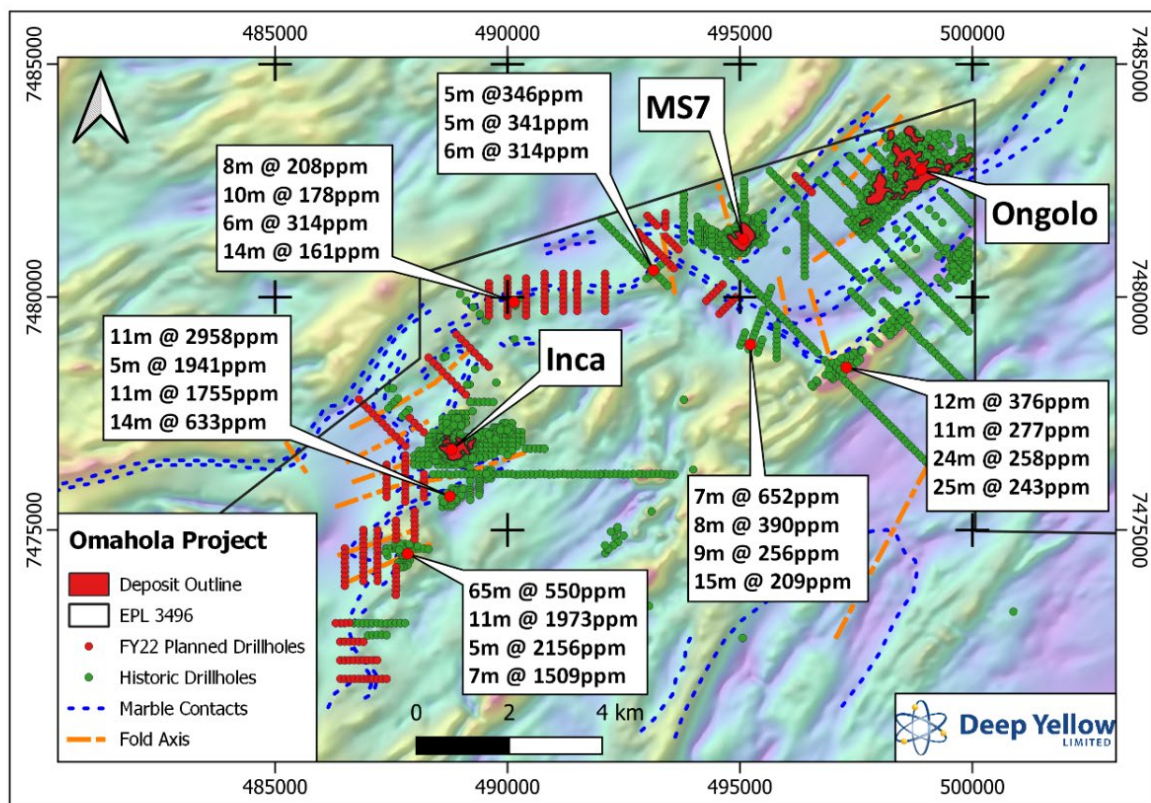 485000
490000
495000
500000
7485000
7485000
5m @346ppm
5m @ 341ppm
6m @ 314ppm
MS7
8m @ 208ppm
10m @ 178ppm
6m @ 314ppm
14m @ 161ppm
Ongolo
7480000
7480000
11m @ 2958ppm
5m @ 1941ppm
11m @ 1755ppm
14m @ 633ppm
Inca
12m @ 376ppm
11m @ 277ppm
24m @ 258ppm
25m @ 243ppm
7m @ 652ppm
8m @ 390ppm
9m @ 256ppm
15m @ 209ppm
7475000
7475000
65m @ 550ppm
11m @ 1973ppm
5m @ 2156ppm
7m @ 1509ppm
Omahola Project
Deposit Outline
EPL 3496
FY22 Planned Drillholes
Historic Drillholes
Marble Contacts
Fold Axis
0 2 4 km
Deep Yellow
LIMITED
485000
490000
495000
500000